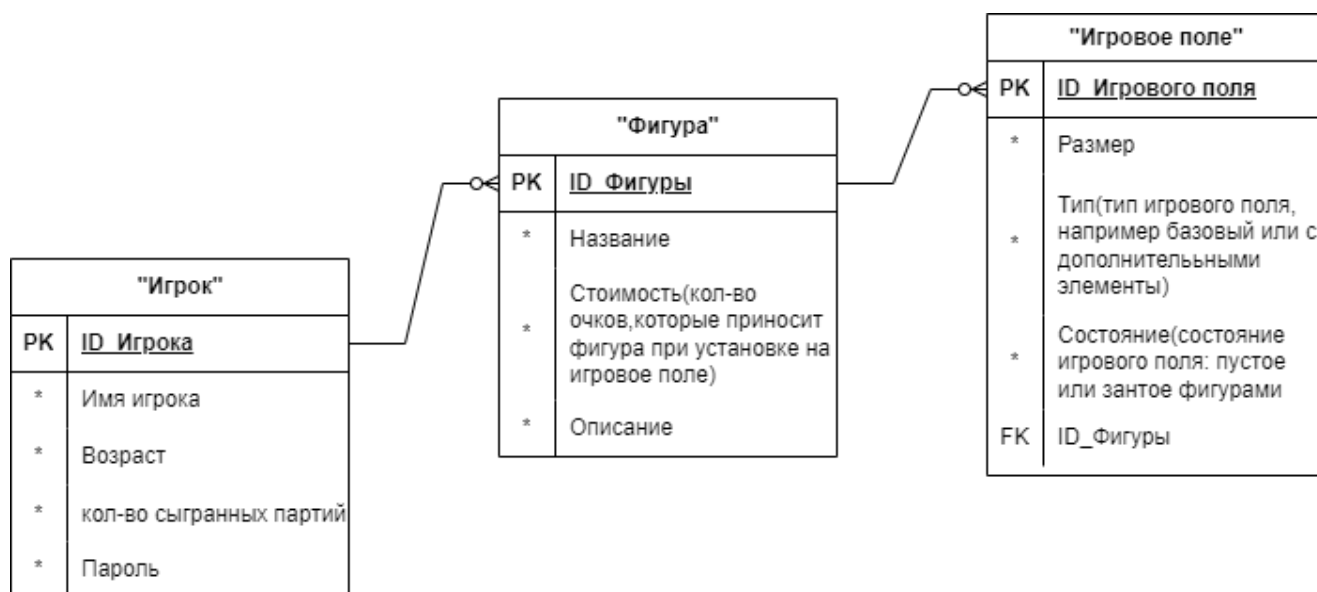 "Игрок"
PK ID_Игрока
* Имя игрока
* Возраст
* кол-во сыгранных партий
* Пароль
"Фигура"
PK ID_Фигуры
* Название
* Стоимость(кол-во
очков,которые приносит
фигура при установке на
игровое поле)
* Описание
"Игровое поле"
PK ID_Игрового поля
* Размер
* Тип(тип игрового поля,
например базовый или с
дополнителььными
элементы)
* Состояние(состояние
игрового поля: пустое
или зантое фигурами
FK ID_Фигуры